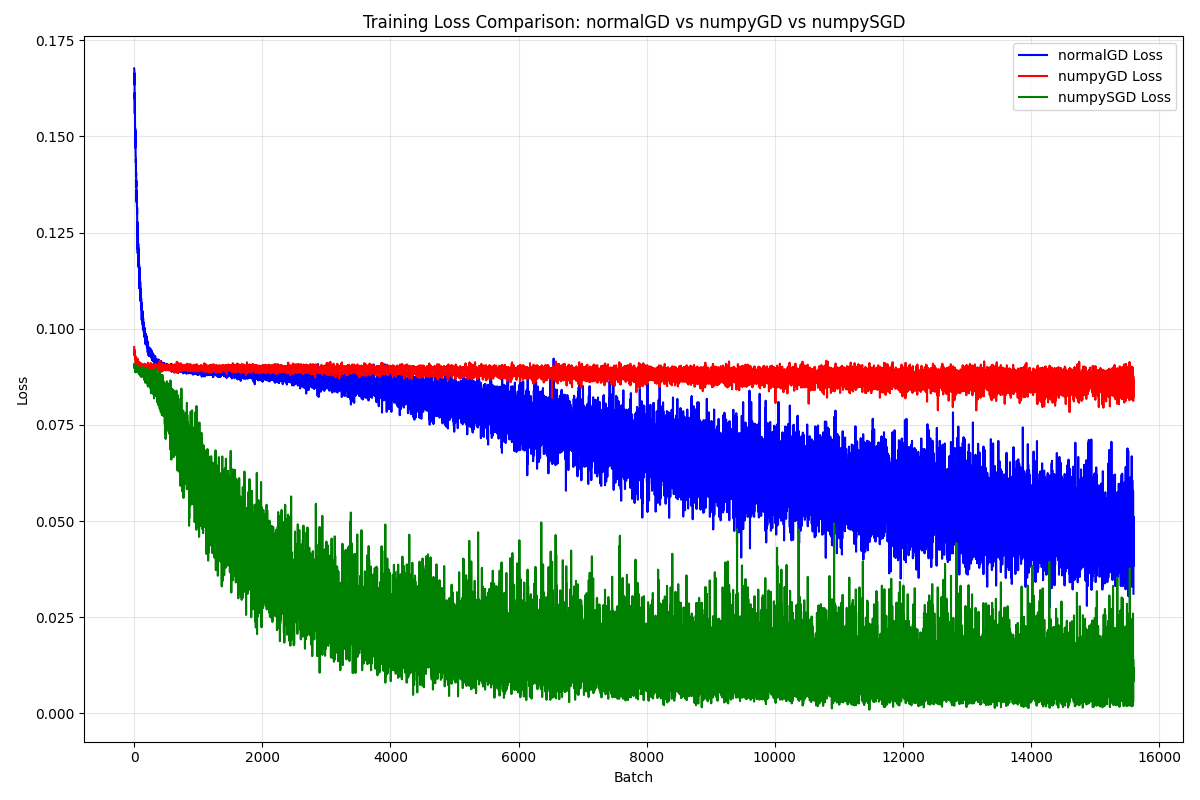 Training Loss Comparison: normalGD vs numpyGD vs numpySGD
normalGD Loss
numpyGD Loss
numpySGD Loss
Loss
0.175
0.150
0.125
0.100
0.075
0.050
0.025
0.000
0 2000 4000 6000 8000 10000 12000 14000 16000
Batch